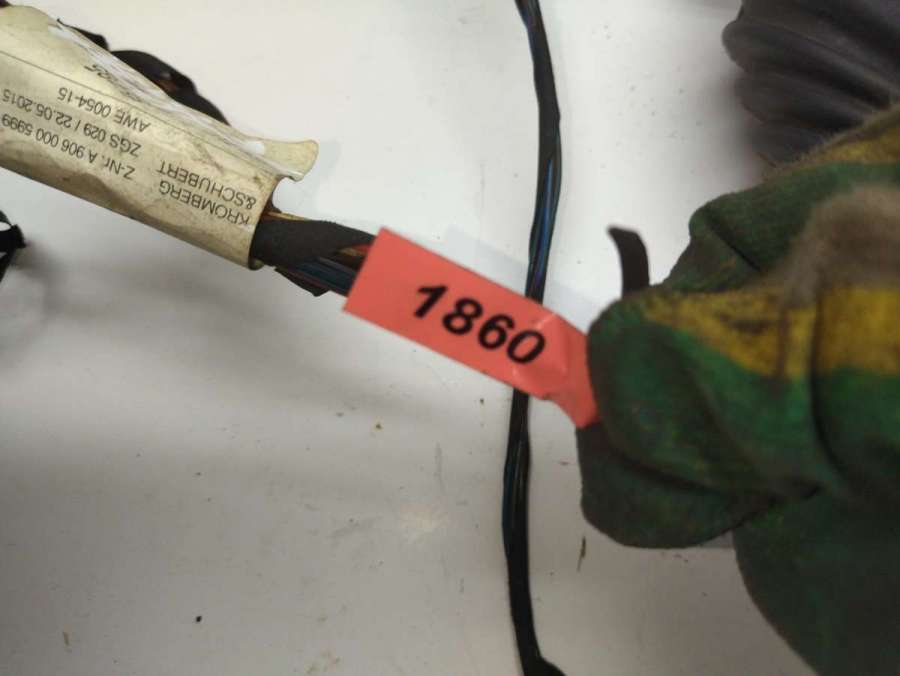 KROMBERG
&SCHUBERT
Z-Nr. A 906 000 5999
ZGS 029 / 22.05.2015
AWE 0054-15
1860